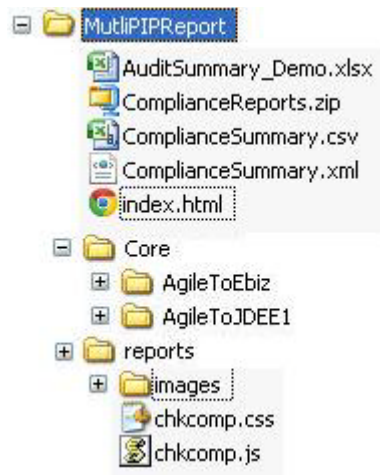 MutliPIPReport
AuditSummary_Demo.xlsx
ComplianceReports.zip
ComplianceSummary.csv
ComplianceSummary.xml
index.html
Core
AgileToEbiz
AgileToJDEE1
reports
images
chkcomp.css
chkcomp.js